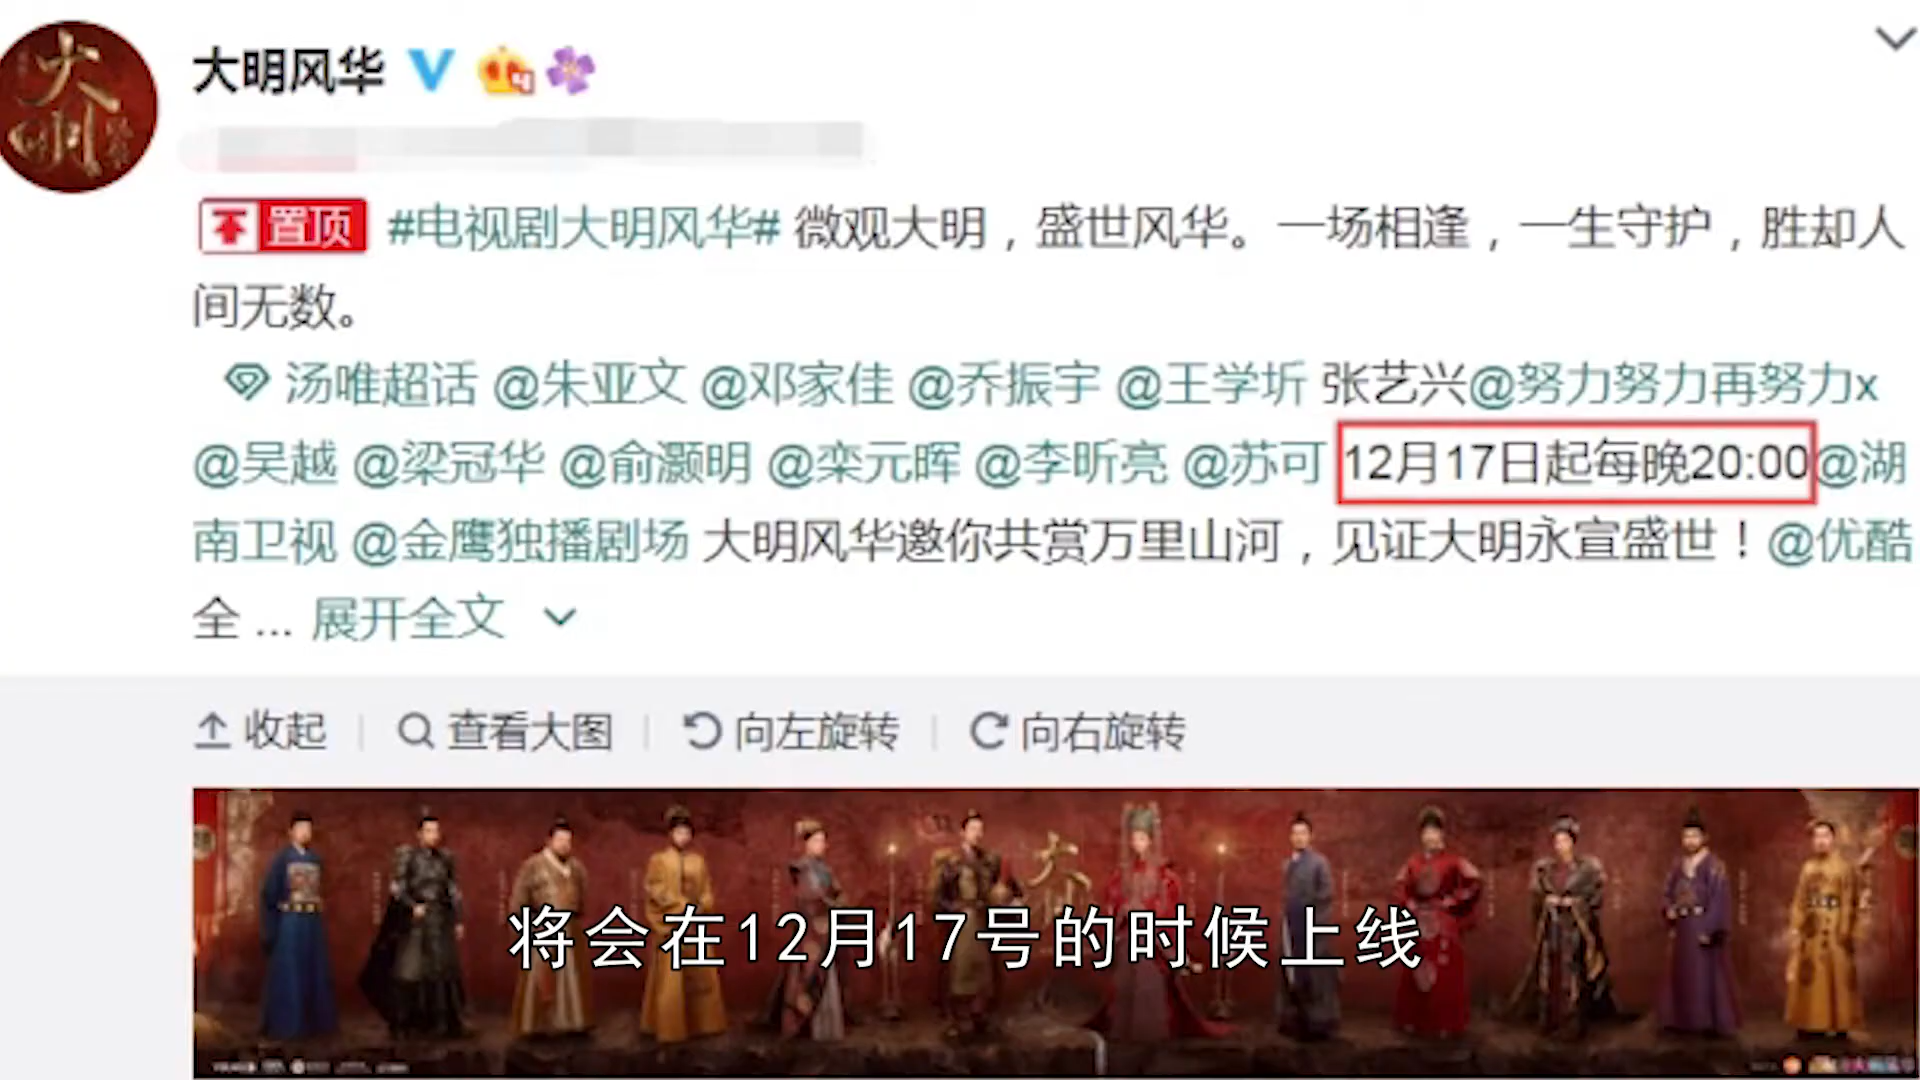 大明
大明风华
4
置顶 #电视剧大明风华# 微观大明，盛世风华。一场相逢，一生守护，胜却人
间无数。
汤唯超话 @朱亚文 @邓家佳 @乔振宇 @王学圻 张艺兴@努力努力再努力x
@吴越 @梁冠华 @俞灏明 @栾元晖 @李昕亮 @苏可 12月17日起每晚20:00@湖
南卫视 @金鹰独播剧场 大明风华邀你共赏万里山河，见证大明永宣盛世！@优酷
全 ... 展开全文
收起 查看大图 向左旋转 向右旋转
大
将会在12月17号的时候上线